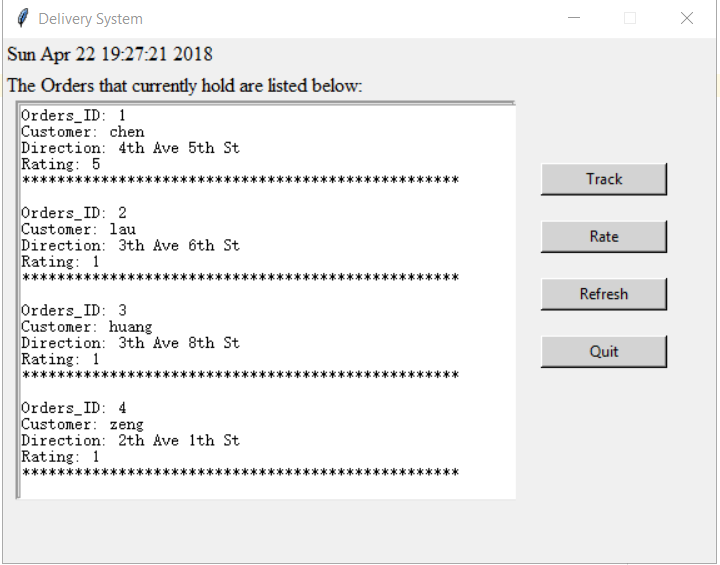 Delivery System
Sun Apr 22 19:27:21 2018
The Orders that currently hold are listed below:
Orders_ID: 1
Customer: chen
Direction: 4th Ave 5th St
Rating: 5
**************************************************
Orders_ID: 2
Customer: lau
Direction: 3th Ave 6th St
Rating: 1
**************************************************
Orders_ID: 3
Customer: huang
Direction: 3th Ave 8th St
Rating: 1
**************************************************
Orders_ID: 4
Customer: zeng
Direction: 2th Ave 1th St
Rating: 1
**************************************************
Track
Rate
Refresh
Quit